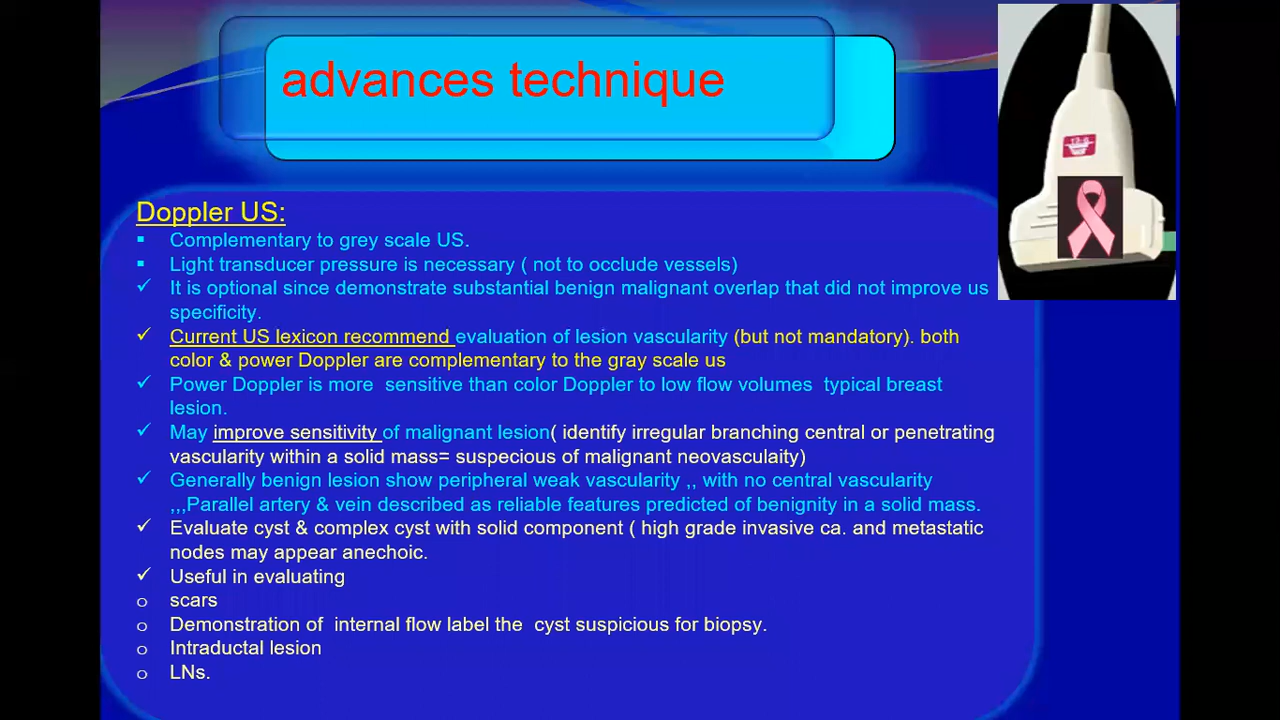 advances technique
Doppler US:
▪ Complementary to grey scale US.
▪ Light transducer pressure is necessary ( not to occlude vessels)
✓ It is optional since demonstrate substantial benign malignant overlap that did not improve us
specificity.
✓ Current US lexicon recommend evaluation of lesion vascularity (but not mandatory). both
color & power Doppler are complementary to the gray scale us
✓ Power Doppler is more sensitive than color Doppler to low flow volumes typical breast
lesion.
✓ May improve sensitivity of malignant lesion( identify irregular branching central or penetrating
vascularity within a solid mass= suspecious of malignant neovasculaity)
✓ Generally benign lesion show peripheral weak vascularity ,, with no central vascularity
,,,Parallel artery & vein described as reliable features predicted of benignity in a solid mass.
✓ Evaluate cyst & complex cyst with solid component ( high grade invasive ca. and metastatic
nodes may appear anechoic.
✓ Useful in evaluating
o scars
o Demonstration of internal flow label the cyst suspicious for biopsy.
o Intraductal lesion
o LNs.